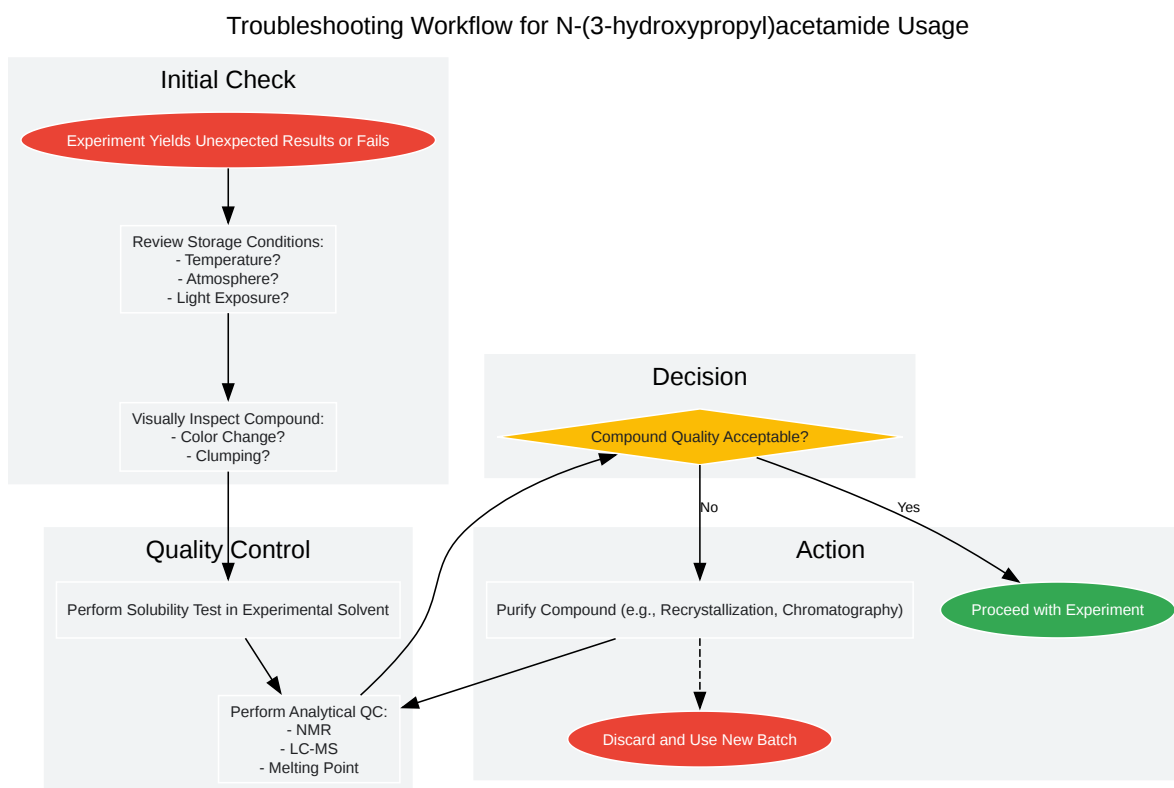 Troubleshooting Workflow for N-(3-hydroxypropyl)acetamide Usage
Initial Check
Experiment Yields Unexpected Results or Fails
Review Storage Conditions:
- Temperature?
- Atmosphere?
- Light Exposure?
Visually Inspect Compound:
- Color Change?
- Clumping?
Decision
Compound Quality Acceptable?
No
Yes
Quality Control
Perform Solubility Test in Experimental Solvent
Perform Analytical QC:
- NMR
- LC-MS
- Melting Point
Action
Purify Compound (e.g., Recrystallization, Chromatography)
Proceed with Experiment
Discard and Use New Batch